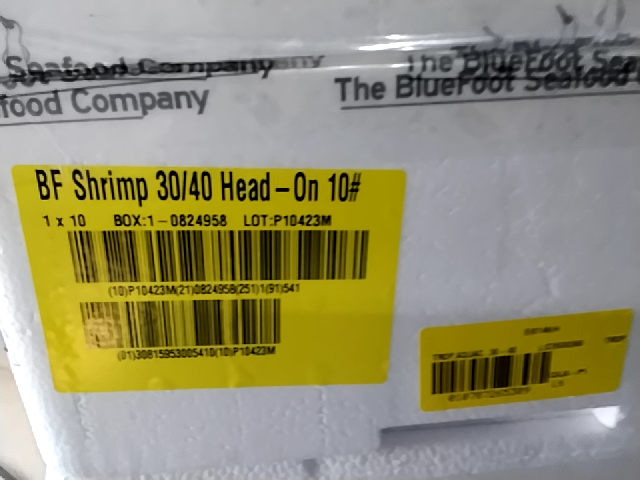 Seafood Company
The BlueFoot Sea
food Company
The BlueFoot Seafood
BF Shrimp 30/40 Head-On 10#
1 x 10 BOX:1-0824958 LOT:P10423M
(10)P10423M(21)0824958(251)1(91)541
(01)30815953005410(10)P10423M